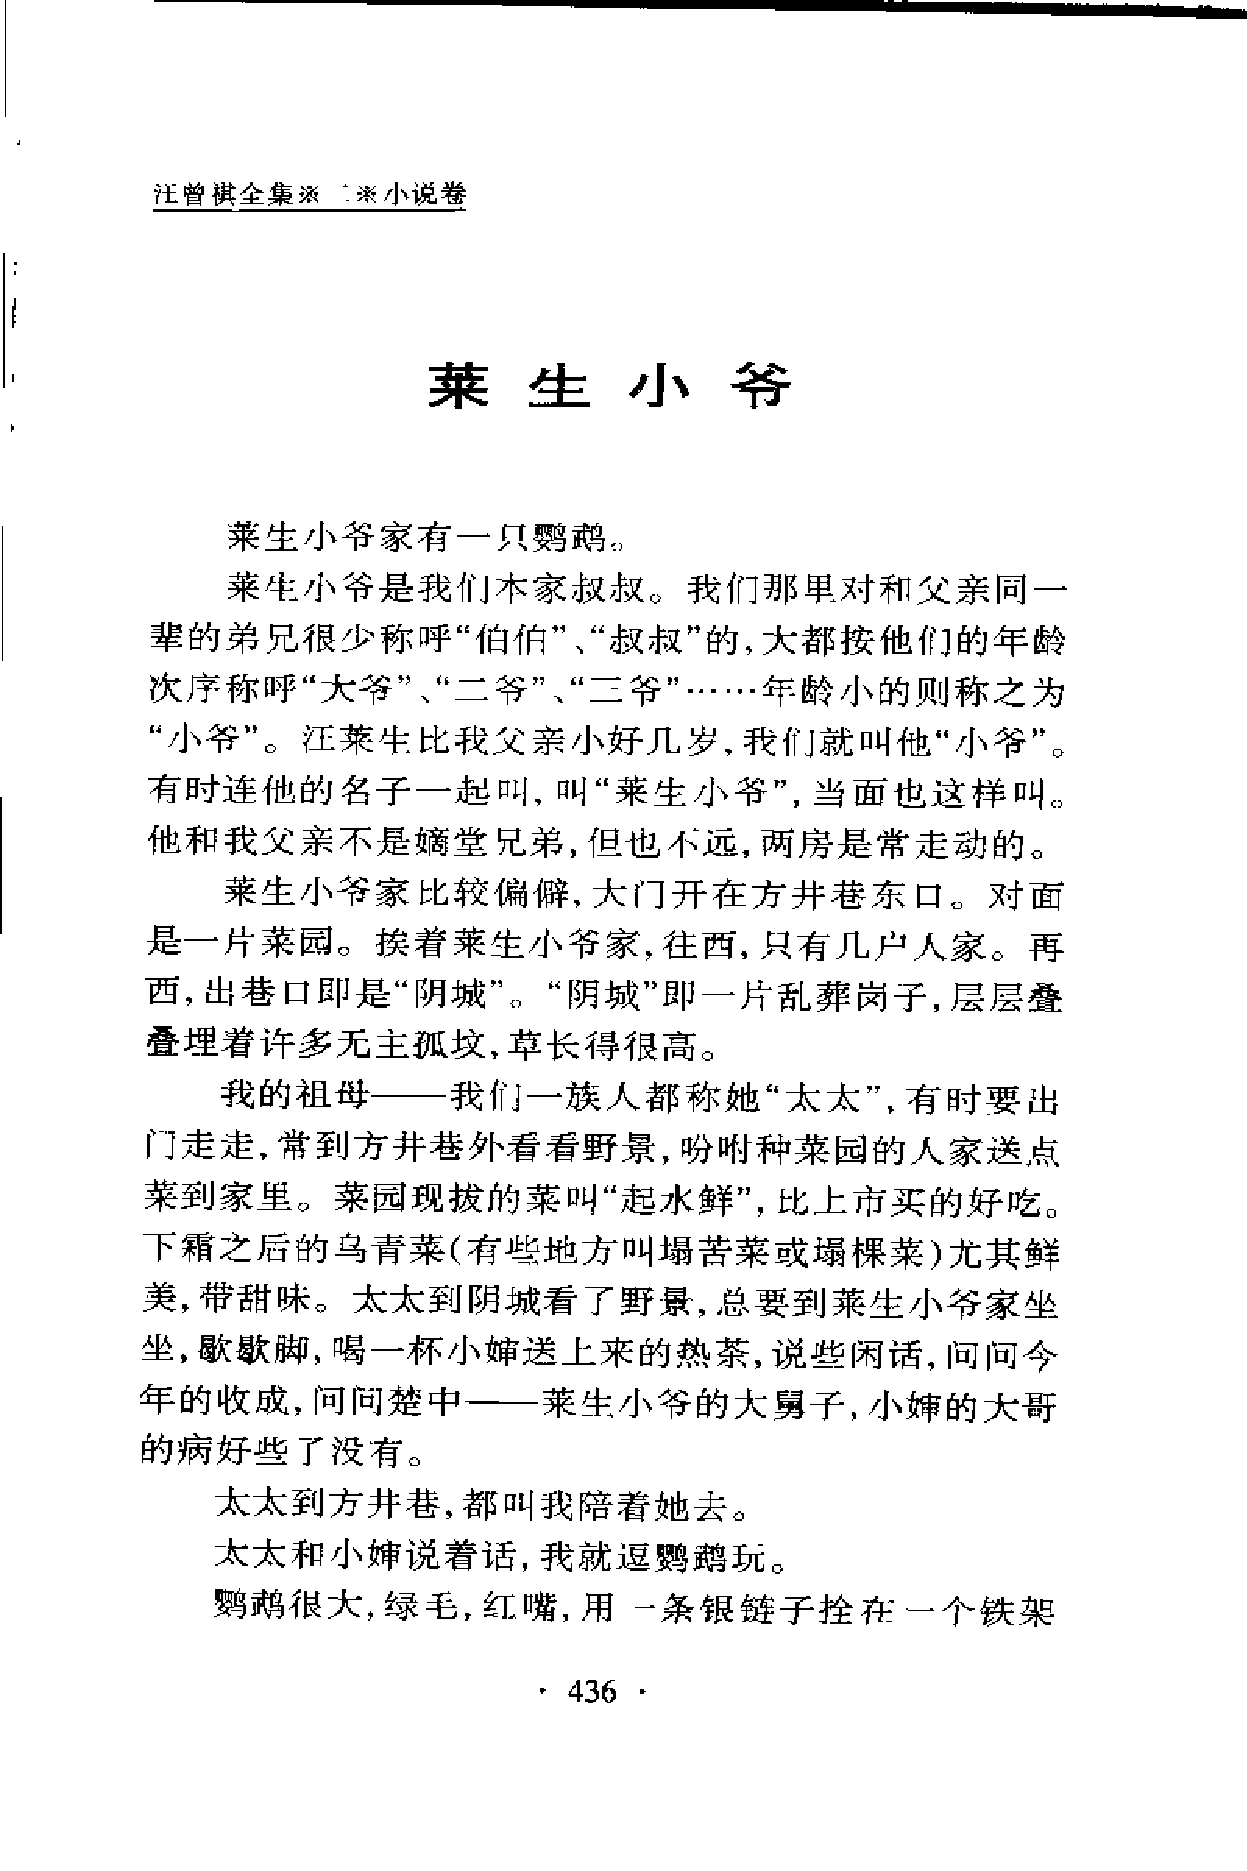 汪曾祺全集※二※小说卷
莱生小爷
莱生小爷家有一只鹦鹉。
莱生小爷是我们本家叔叔。我们那里对和父亲同一
辈的弟兄很少称呼“伯伯”、“叔叔”的,大都按他们的年龄
次序称呼“大爷”、“二爷”、“三爷”……年龄小的则称之为
“小爷”。汪莱生比我父亲小好几岁,我们就叫他“小爷”。
有时连他的名子一起叫,叫“莱生小爷”,当面也这样叫。
他和我父亲不是嫡堂兄弟,但也不远,两房是常走动的。
莱生小爷家比较偏僻,大门开在方井巷东口。对面
是一片菜园。挨着莱生小爷家,往西,只有几户人家。再
西,出巷口即是“阴城”。“阴城”即一片乱葬岗子,层层叠
叠埋着许多无主孤坟,草长得很高。
我的祖母——我们一族人都称她“太太”,有时要出
门走走,常到方井巷外看看野景,吩咐种菜园的人家送点
菜到家里。菜园现拔的菜叫“起水鲜”,比上市买的好吃。
下霜之后的乌青菜(有些地方叫塌苦菜或塌棵菜)尤其鲜
美,带甜味。太太到阴城看了野景,总要到莱生小爷家坐
坐,歇歇脚,喝一杯小婶送上来的热茶,说些闲话,问问今
年的收成,问问楚中——莱生小爷的大舅子,小婶的大哥
的病好些了没有。
太太到方井巷,都叫我陪着她去。
太太和小婶说着话,我就逗鹦鹉玩。
鹦鹉很大,绿毛,红嘴,用一条银链子拴在一个铁架
· 436 ·